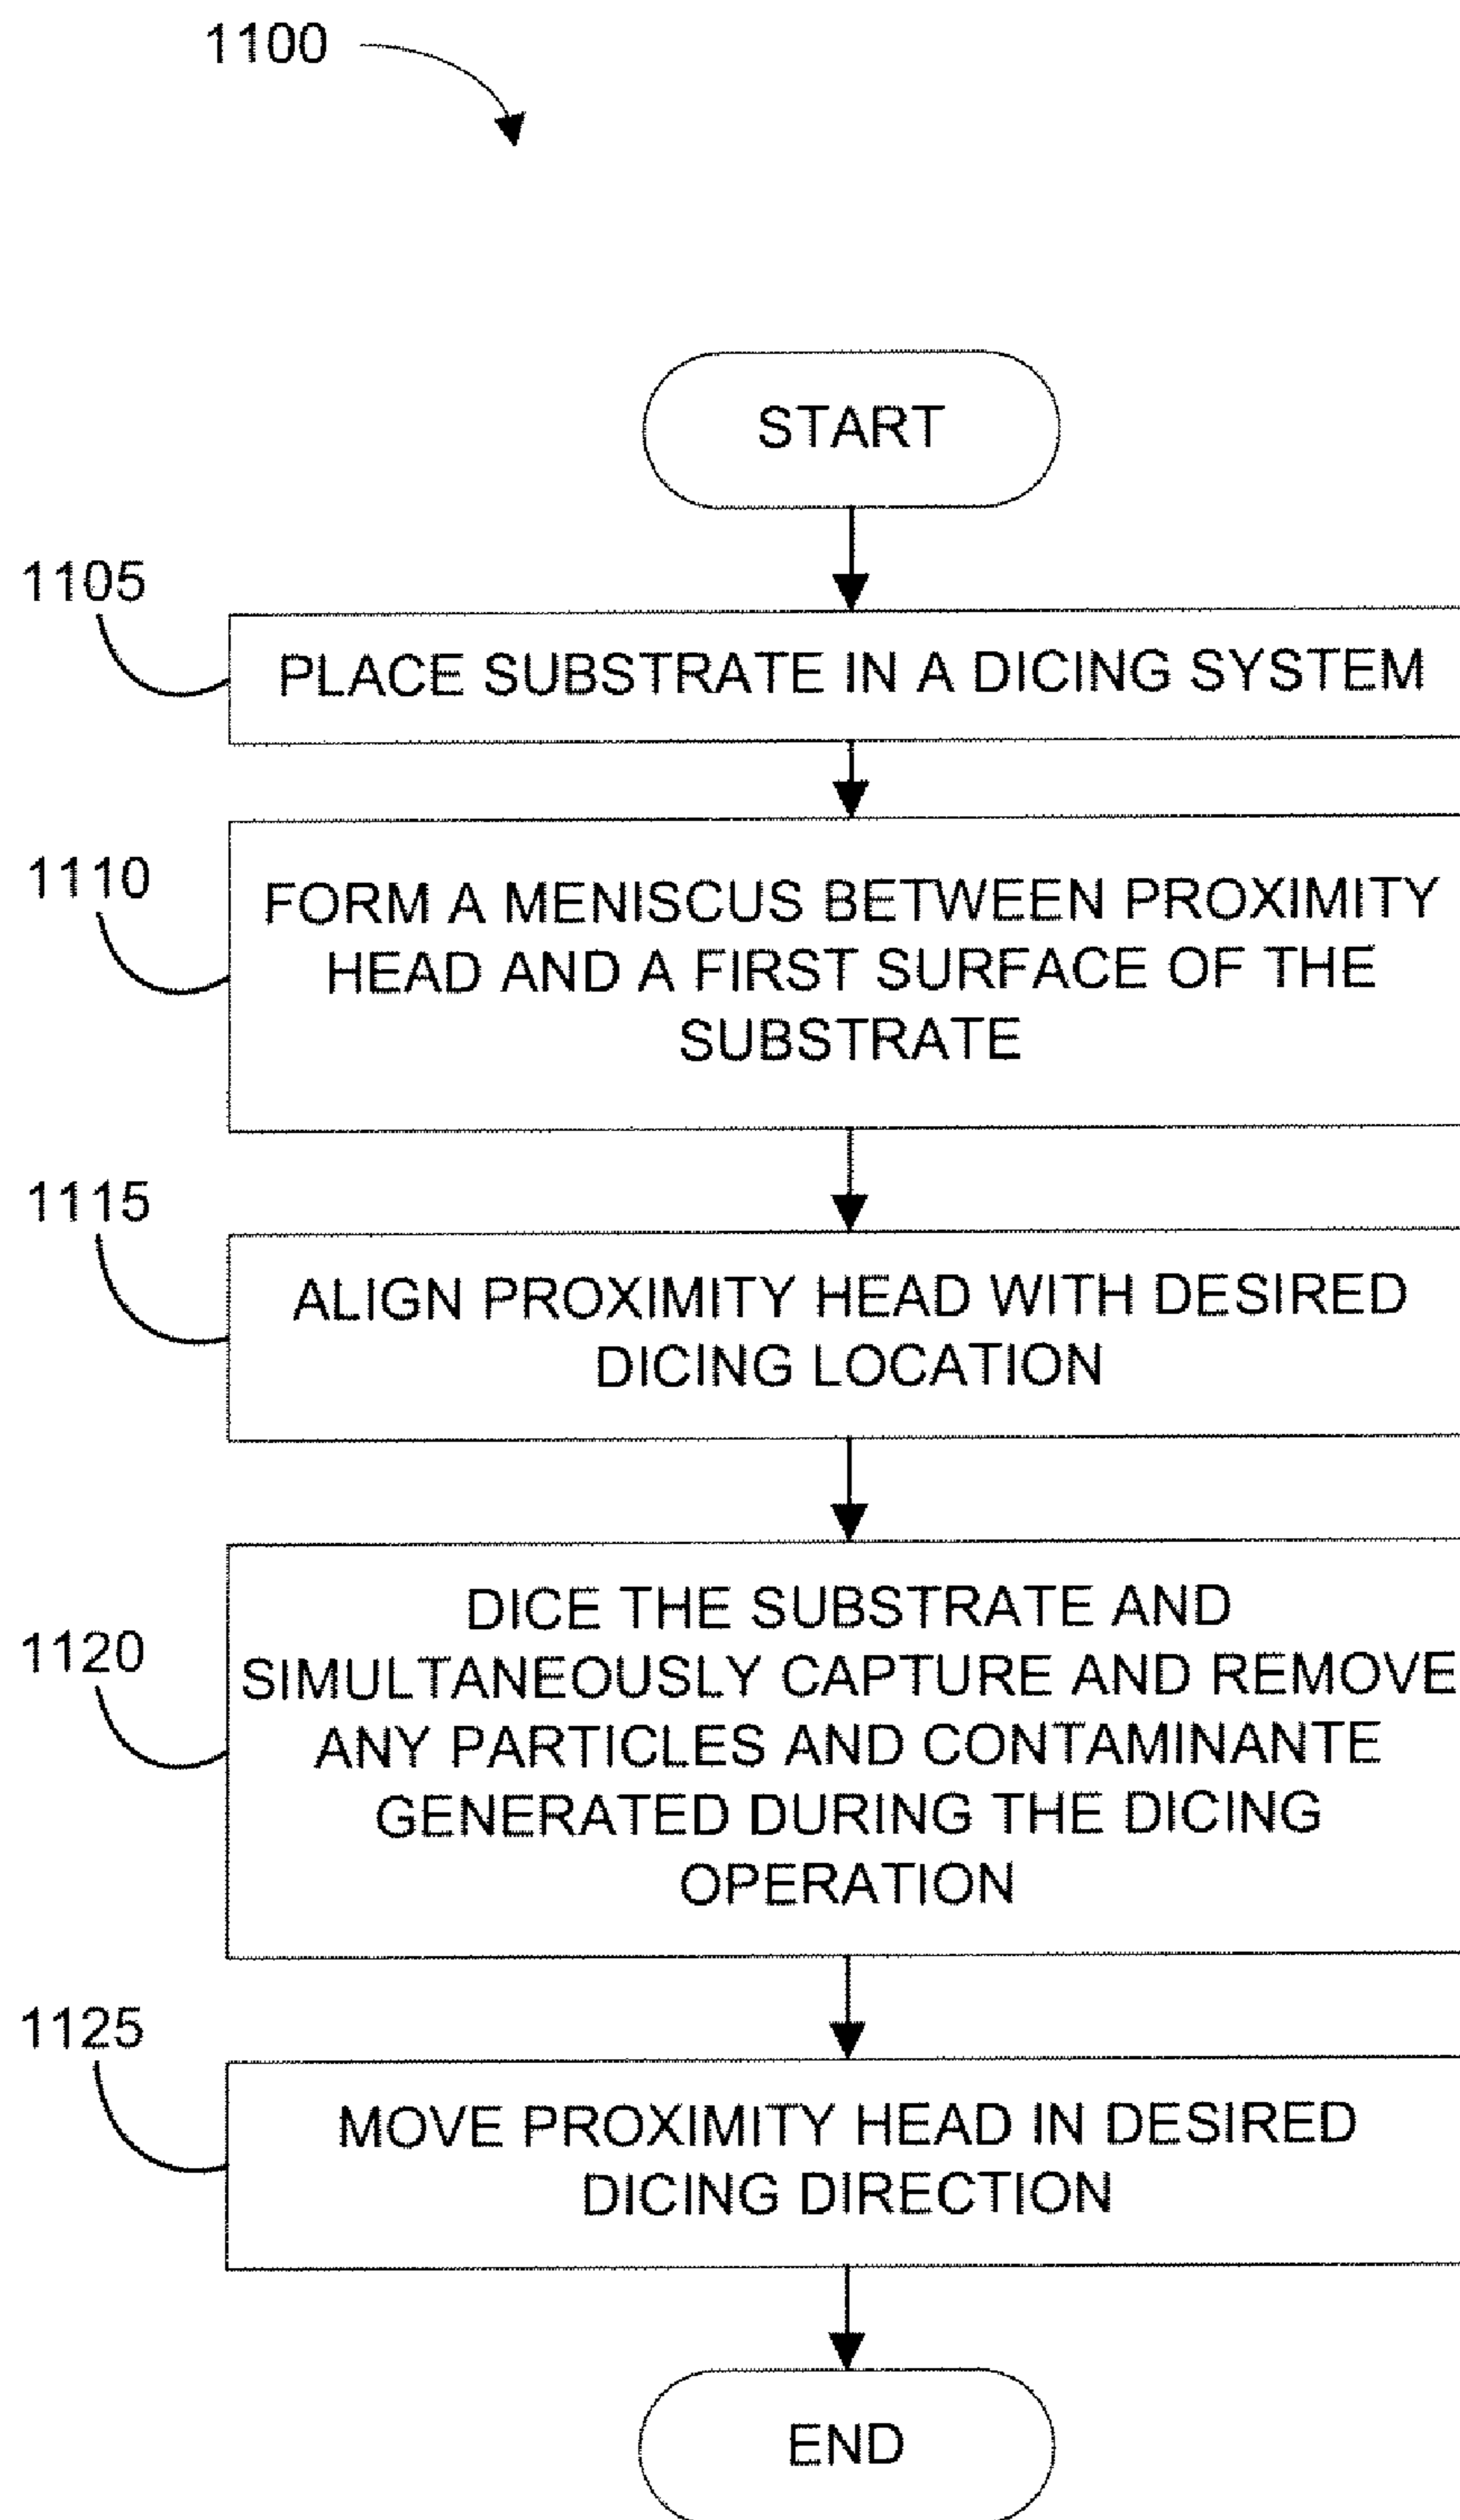 1100
START
1105
PLACE SUBSTRATE IN A DICING SYSTEM
1110
FORM A MENISCUS BETWEEN PROXIMITY
HEAD AND A FIRST SURFACE OF THE
SUBSTRATE
1115
ALIGN PROXIMITY HEAD WITH DESIRED
DICING LOCATION
1120
DICE THE SUBSTRATE AND
SIMULTANEOUSLY CAPTURE AND REMOVE
ANY PARTICLES AND CONTAMINANTE
GENERATED DURING THE DICING
OPERATION
1125
MOVE PROXIMITY HEAD IN DESIRED
DICING DIRECTION
END